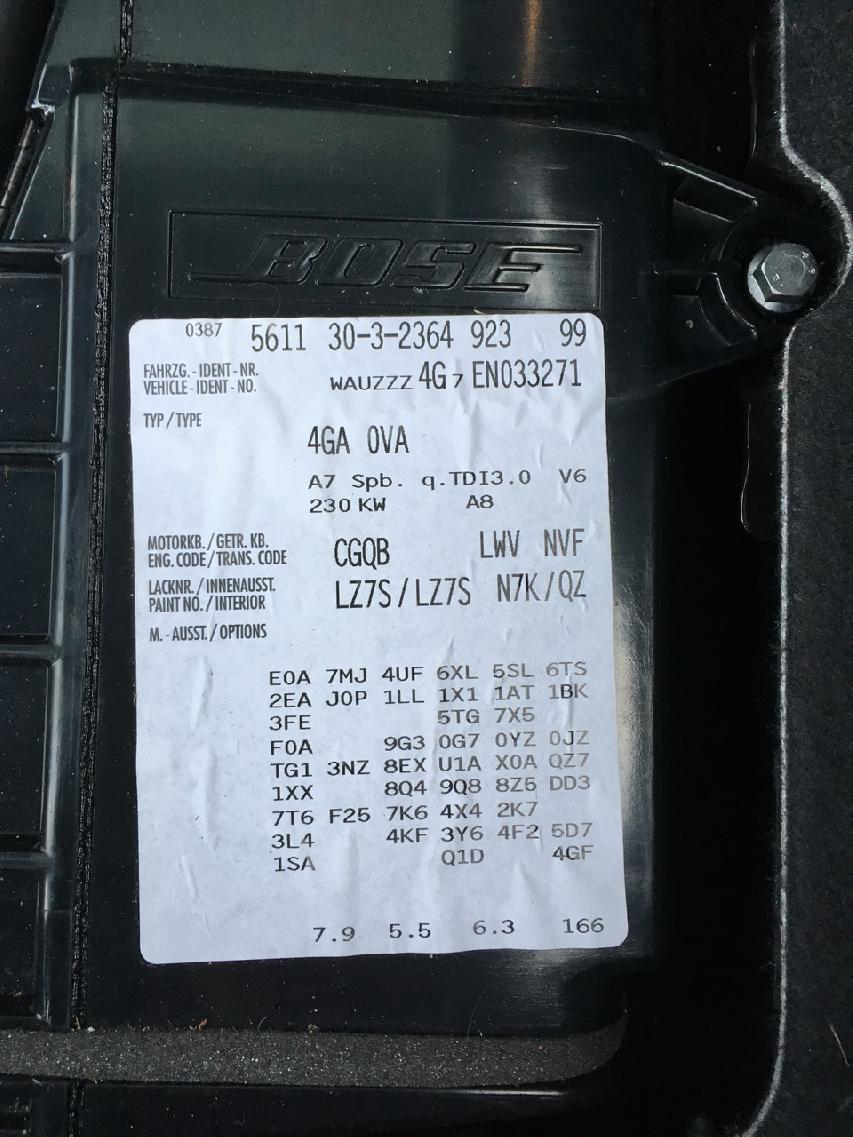 BOSE
0387 5611 30-3-2364 923 99
FAHRZG.-IDENT-NR.
VEHICLE-IDENT-NO. WAUZZZ 4G7 EN033271
TYP/TYPE
4GA 0VA
A7 Spb. q.TDI3.0 V6
230 KW A8
MOTORKB./GETR.KB.
ENG.CODE/TRANS.CODE CGQB LWV NVF
LACKNR./INNENAUSST.
PAINT NO./INTERIOR LZ7S/LZ7S N7K/QZ
M.-AUSST./OPTIONS
E0A 7MJ 4UF 6XL 5SL 6TS
2EA J0P 1LL 1X1 1AT 1BK
3FE 5TG 7X5
F0A 9G3 0G7 0YZ 0JZ
TG1 3NZ 8EX U1A X0A QZ7
1XX 8Q4 9Q8 8Z5 DD3
7T6 F25 7K6 4X4 2K7
3L4 4KF 3Y6 4F2 5D7
1SA Q1D 4GF
7.9 5.5 6.3 166